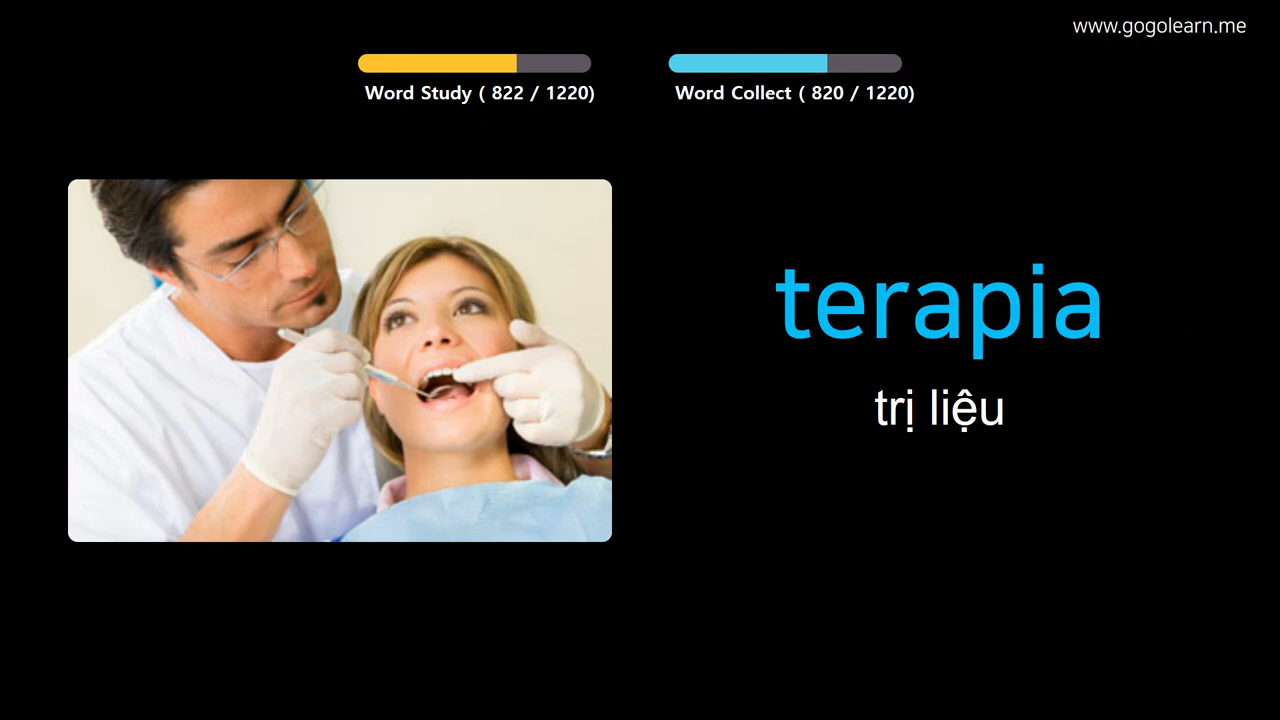 www.gogolearn.me
Word Study ( 822 / 1220)
Word Collect ( 820 / 1220)
terapia
trị liệu